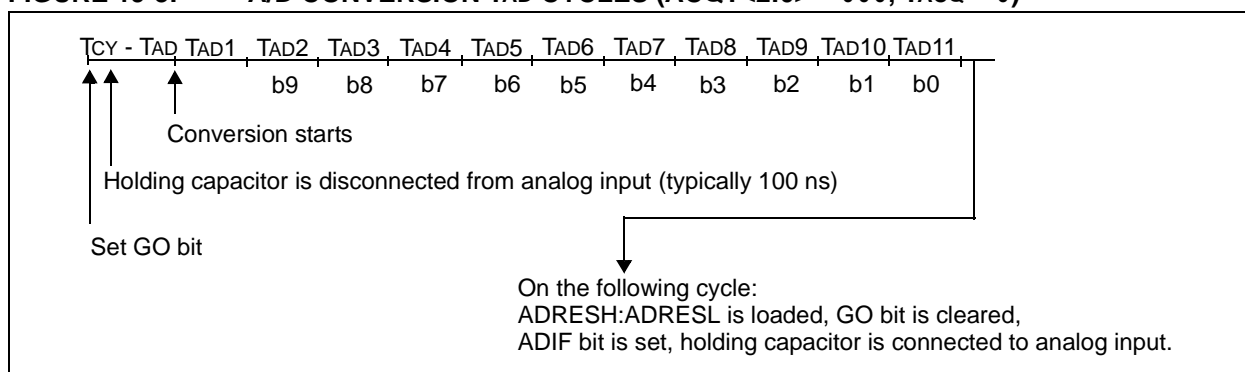 FIGURE A/D CONVERSION TAD CYCLES (ACQT<2:0> = 000, TACQ = 0)
TCY - TAD TAD1 TAD2 TAD3 TAD4 TAD5 TAD6 TAD7 TAD8 TAD9 TAD10 TAD11
b9 b8 b7 b6 b5 b4 b3 b2 b1 b0
Conversion starts
Holding capacitor is disconnected from analog input (typically 100 ns)
Set GO bit
On the following cycle:
ADRESH:ADRESL is loaded, GO bit is cleared,
ADIF bit is set, holding capacitor is connected to analog input.